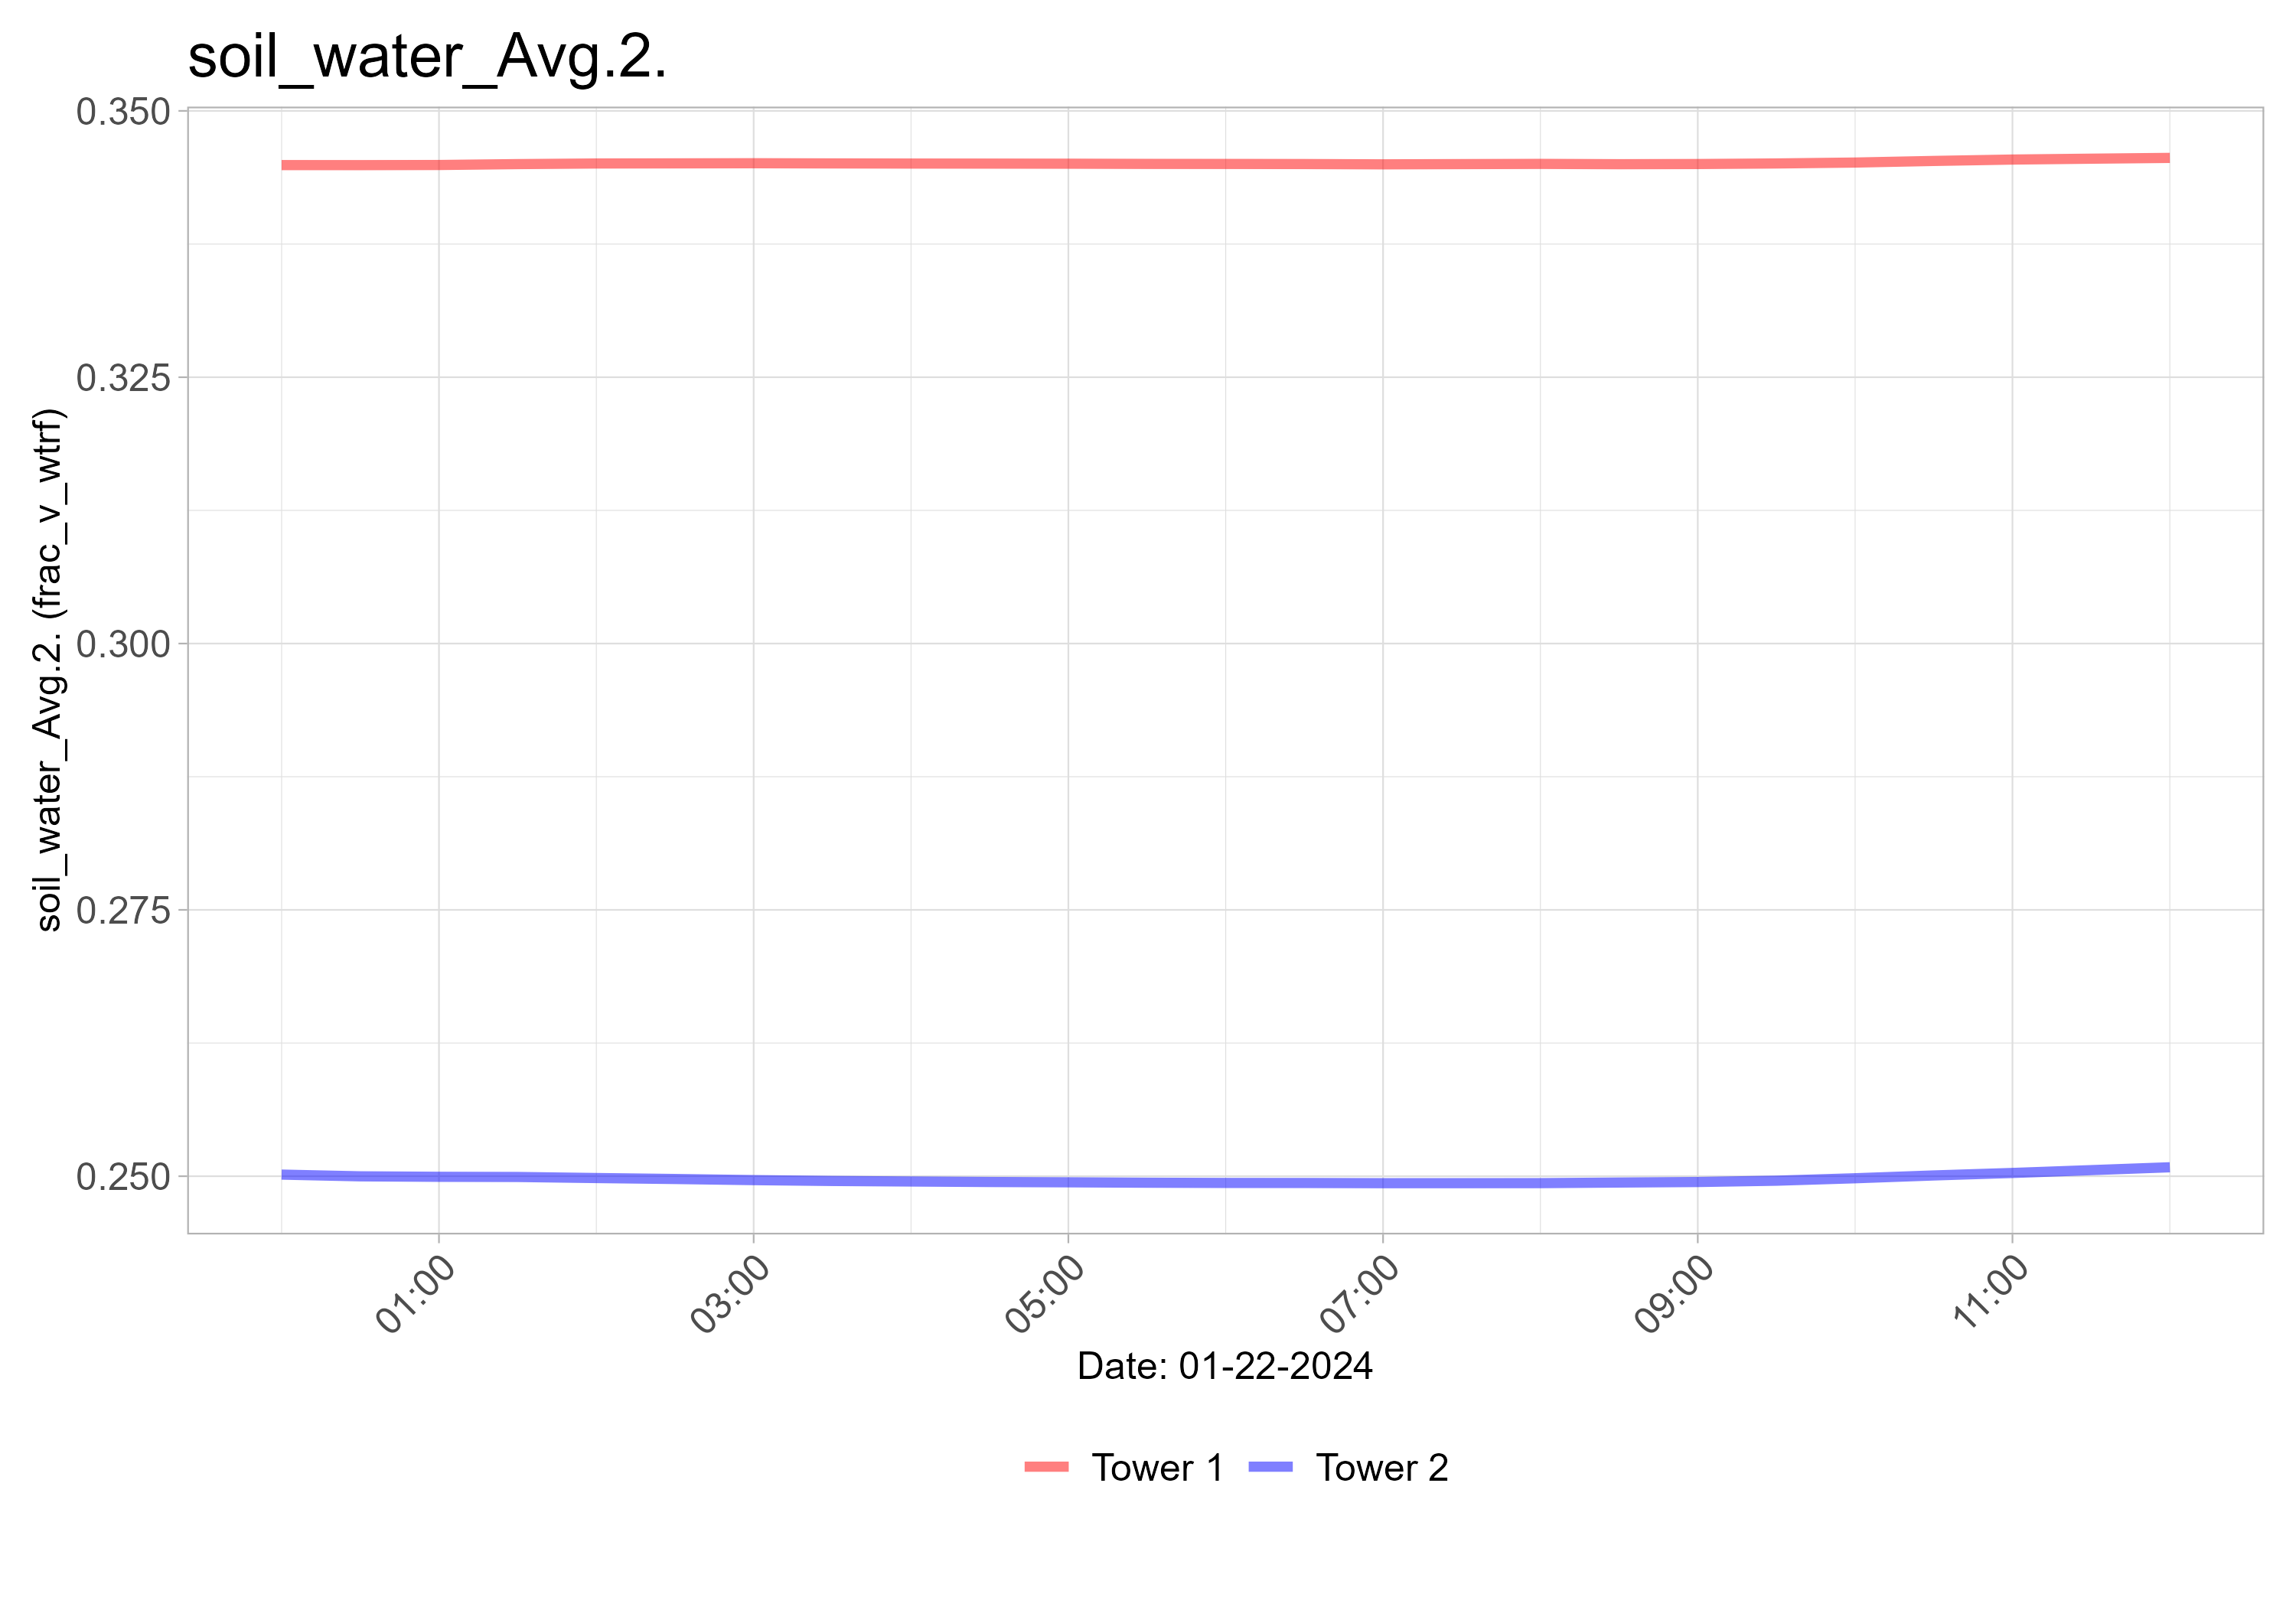 soil_water_Avg.2.
soil_water_Avg.2. (frac_v_wtrf)
0.350
0.325
0.300
0.275
0.250
01:00
03:00
05:00
07:00
09:00
11:00
Date: 01-22-2024
Tower 1
Tower 2